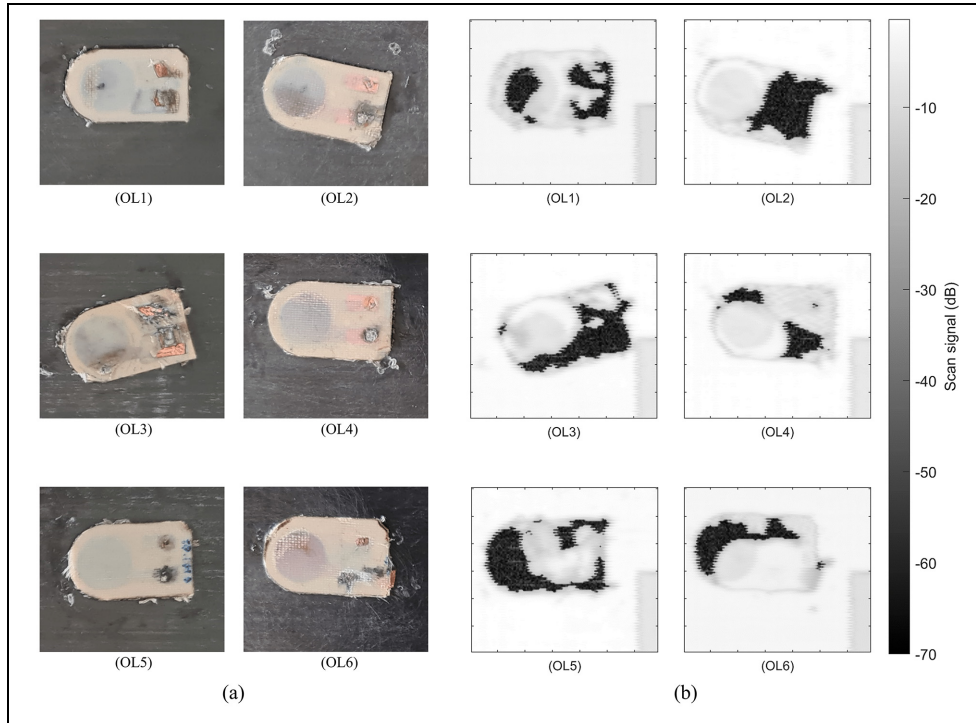 (OL1) (OL2) (OL1) (OL2)
-10
-20
-30
-40
-50
-60
-70
Scan signal (dB)
(OL3) (OL4) (OL3) (OL4)
(OL5) (OL6) (OL5) (OL6)
(a) (b)